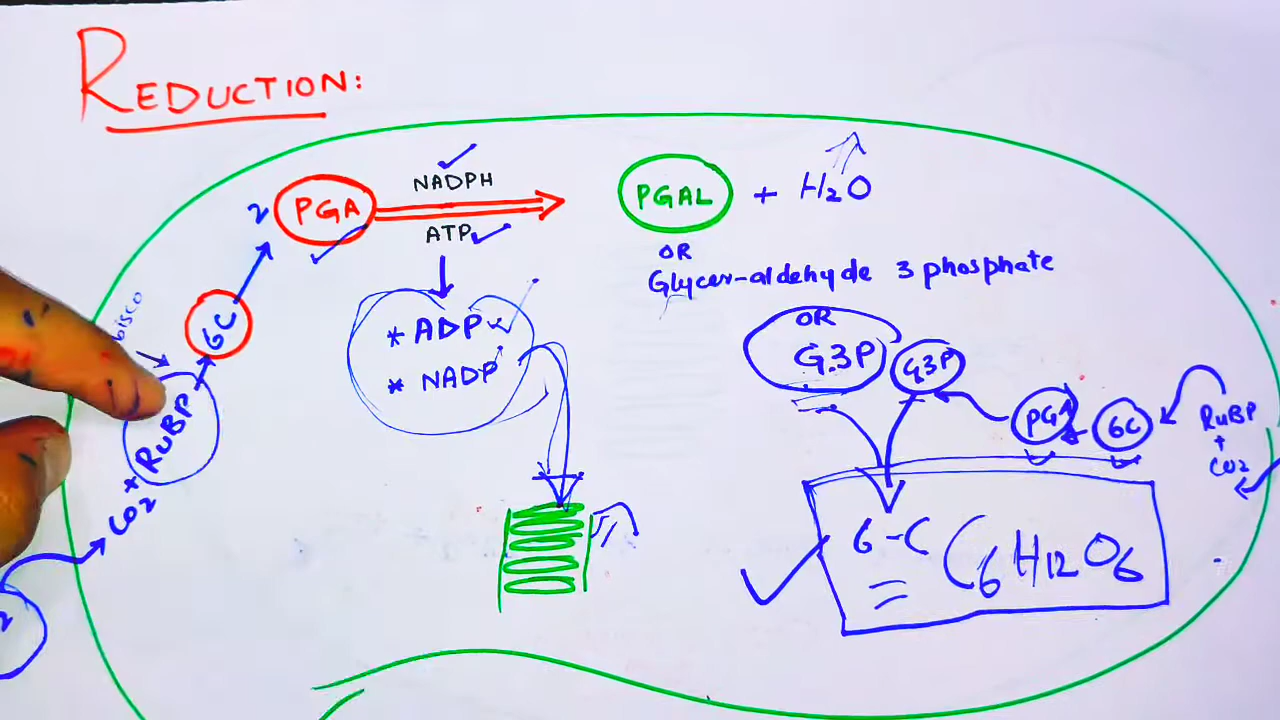 REDUCTION:
NADPH
2 PGA
PGAL + H2O
ATP
OR
Glycer-aldehyde 3 phosphate
6C
* ADP
* NADP
OR
G3P
G3P
PGA
6C
RuBP
+
CO2
RuBP
+
CO2
6-C C6H12O6